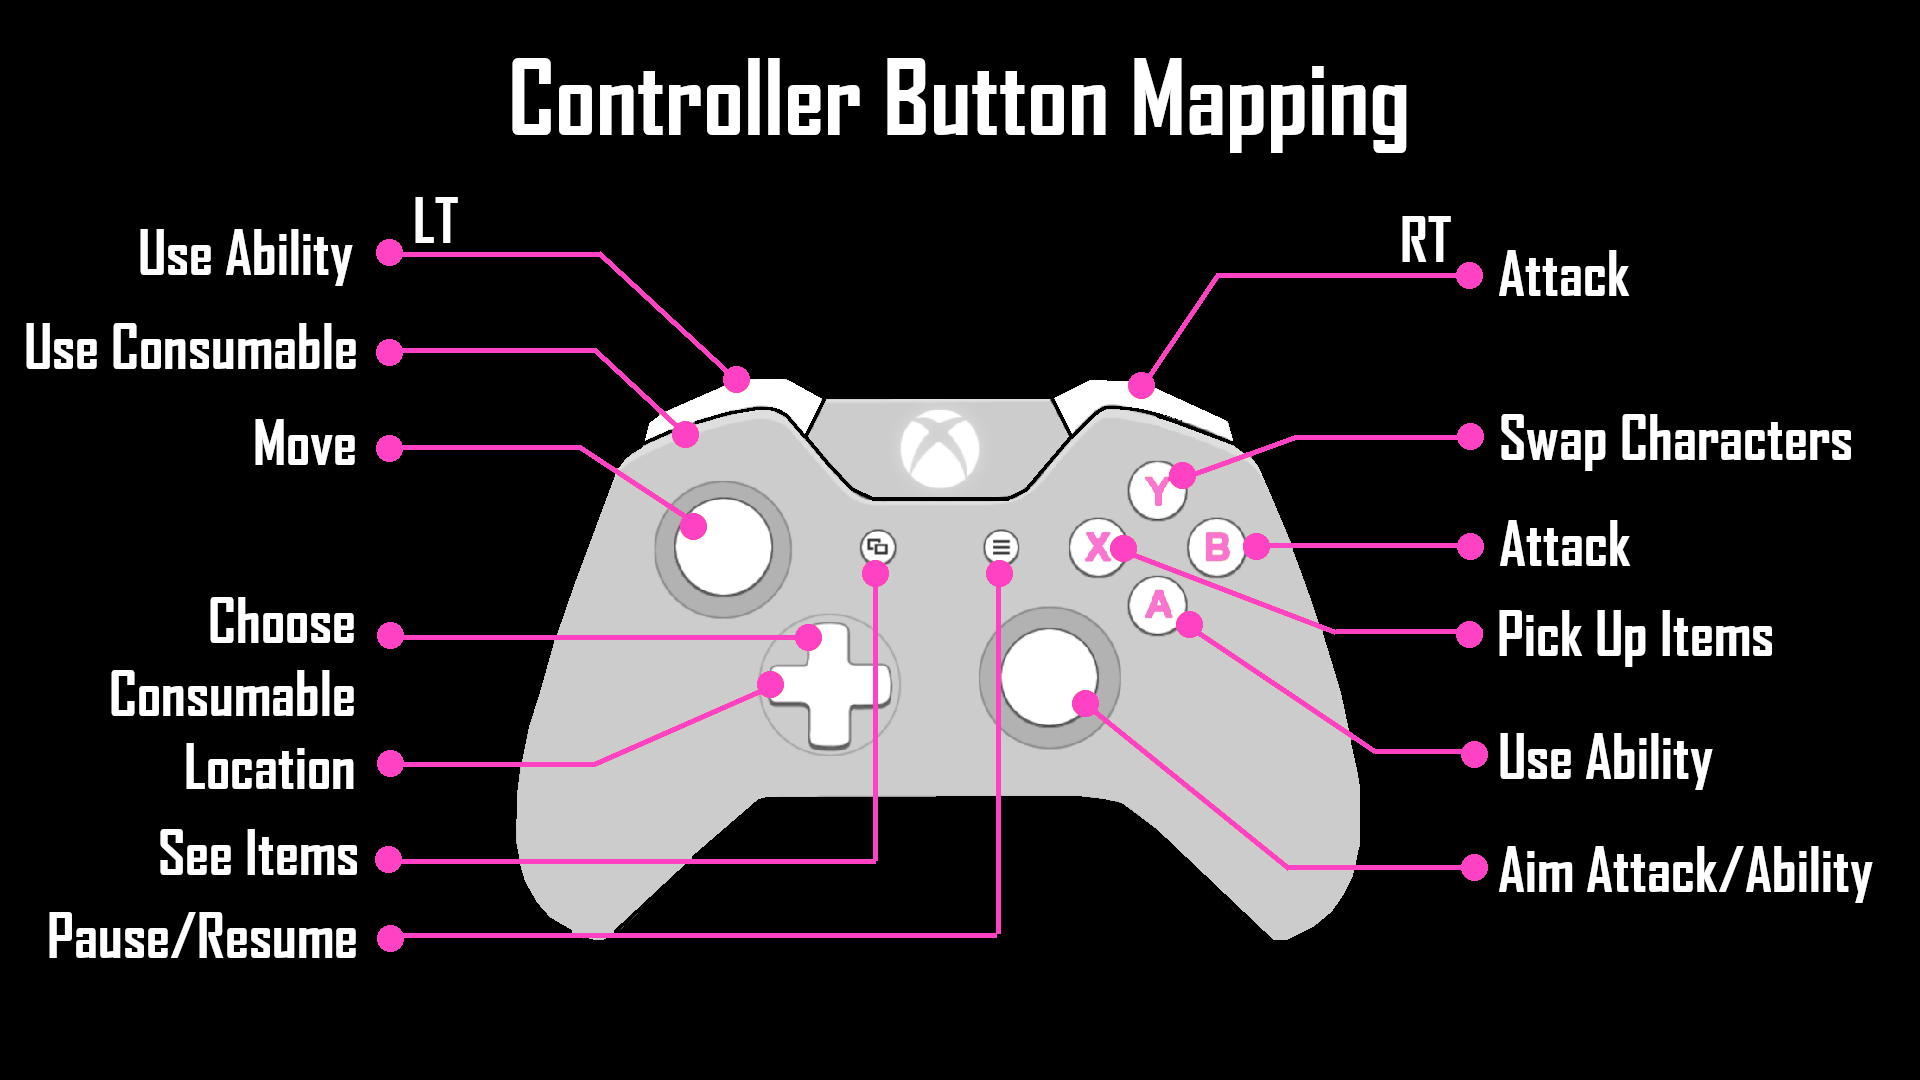 Controller Button Mapping
LT
Use Ability
Use Consumable
Move
Choose
Consumable
Location
See Items
Pause/Resume
RT
Attack
Swap Characters
Attack
Pick Up Items
Use Ability
Aim Attack/Ability
Y
X
B
A